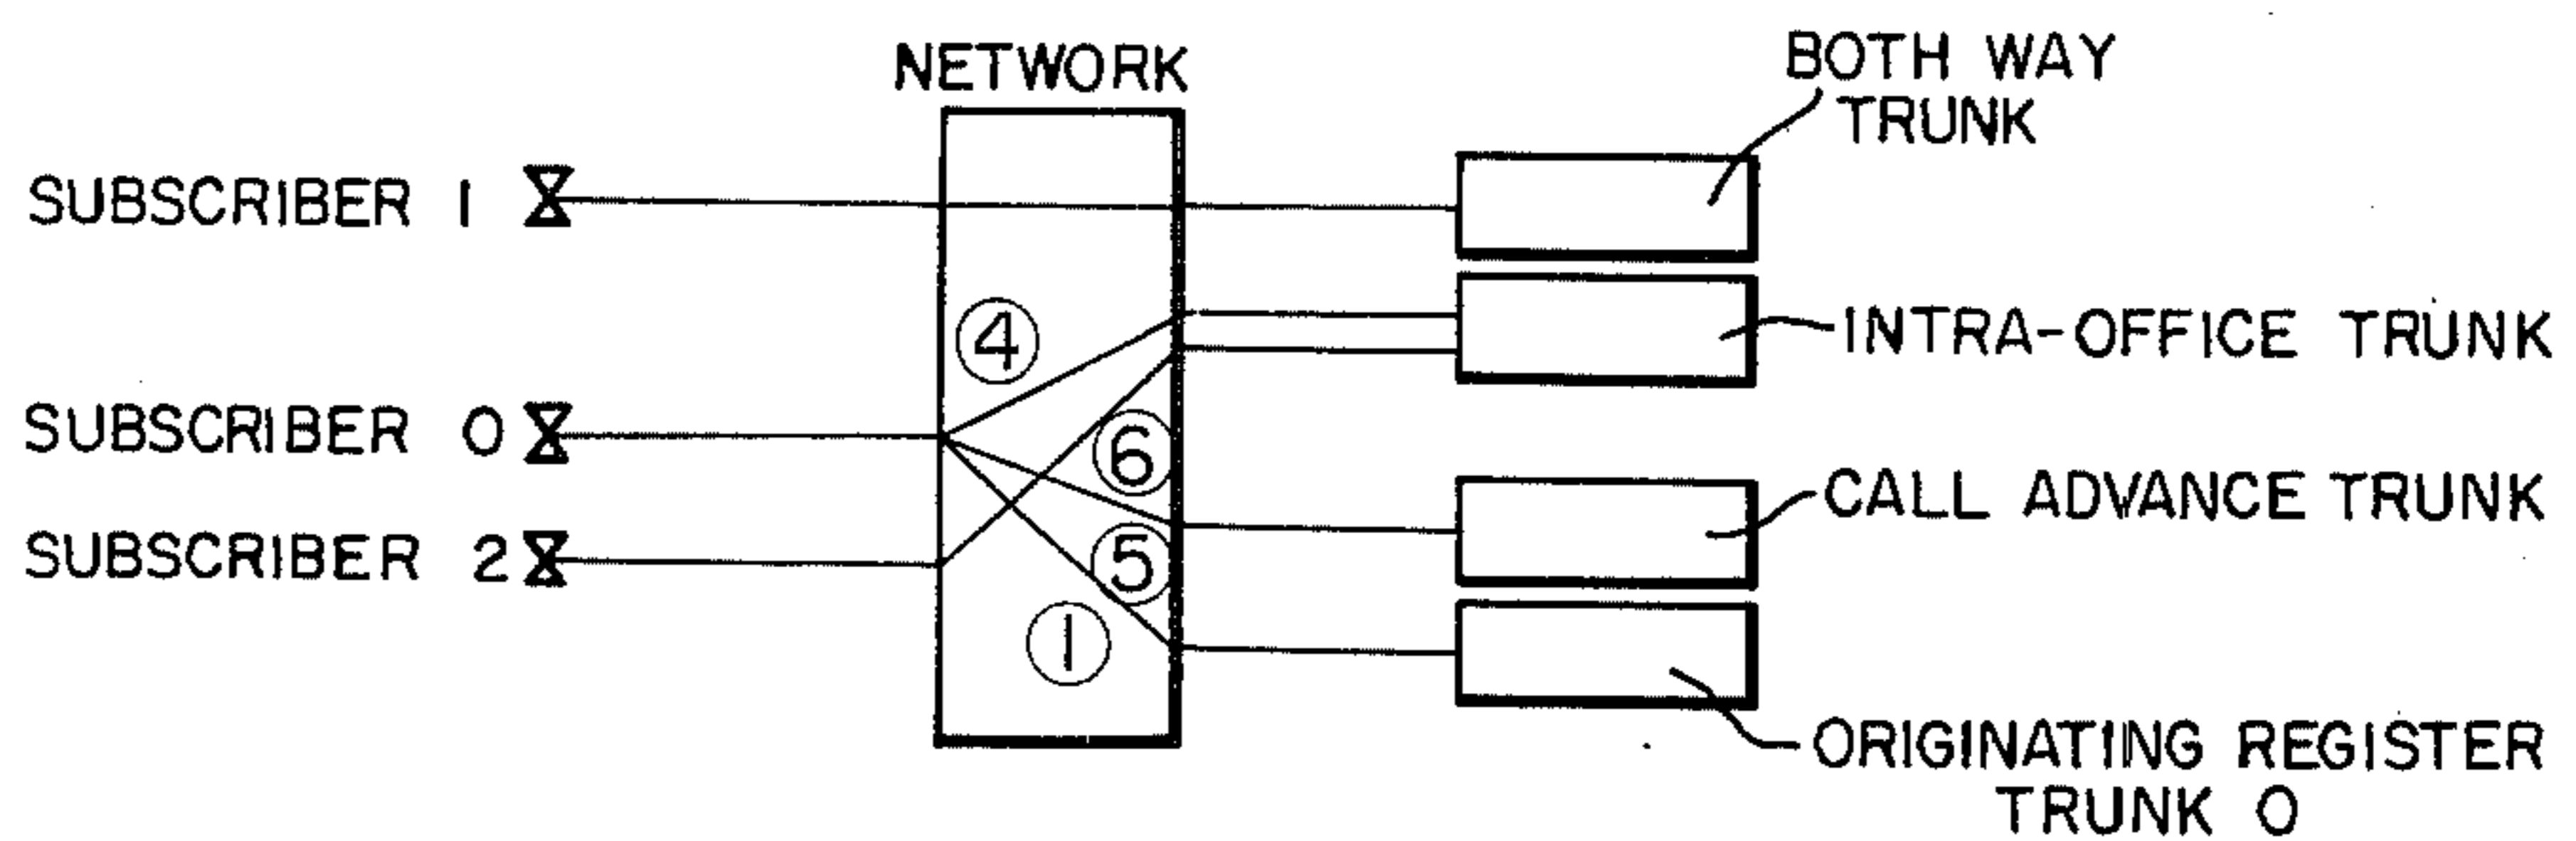 NETWORK
BOTH WAY
TRUNK
SUBSCRIBER 1
4
INTRA-OFFICE TRUNK
SUBSCRIBER 0
6
CALL ADVANCE TRUNK
SUBSCRIBER 2
5
1
ORIGINATING REGISTER
TRUNK 0